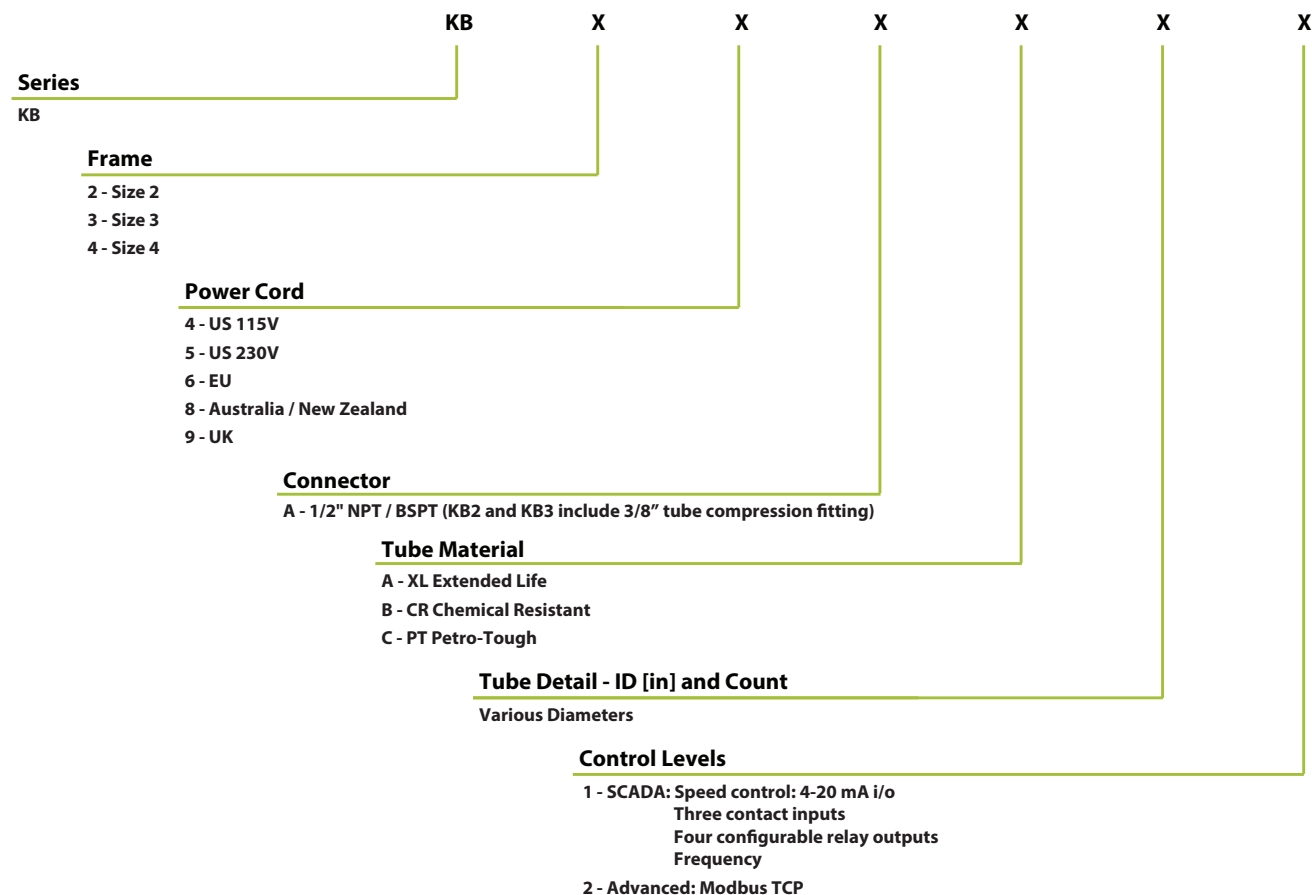 KB X X X X X X
Series
KB
Frame
2 - Size 2
3 - Size 3
4 - Size 4
Power Cord
4 - US 115V
5 - US 230V
6 - EU
8 - Australia / New Zealand
9 - UK
Connector
A - 1/2" NPT / BSPT (KB2 and KB3 include 3/8” tube compression fitting)
Tube Material
A - XL Extended Life
B - CR Chemical Resistant
C - PT Petro-Tough
Tube Detail - ID [in] and Count
Various Diameters
Control Levels
1 - SCADA: Speed control: 4-20 mA i/o
Three contact inputs
Four configurable relay outputs
Frequency
2 - Advanced: Modbus TCP